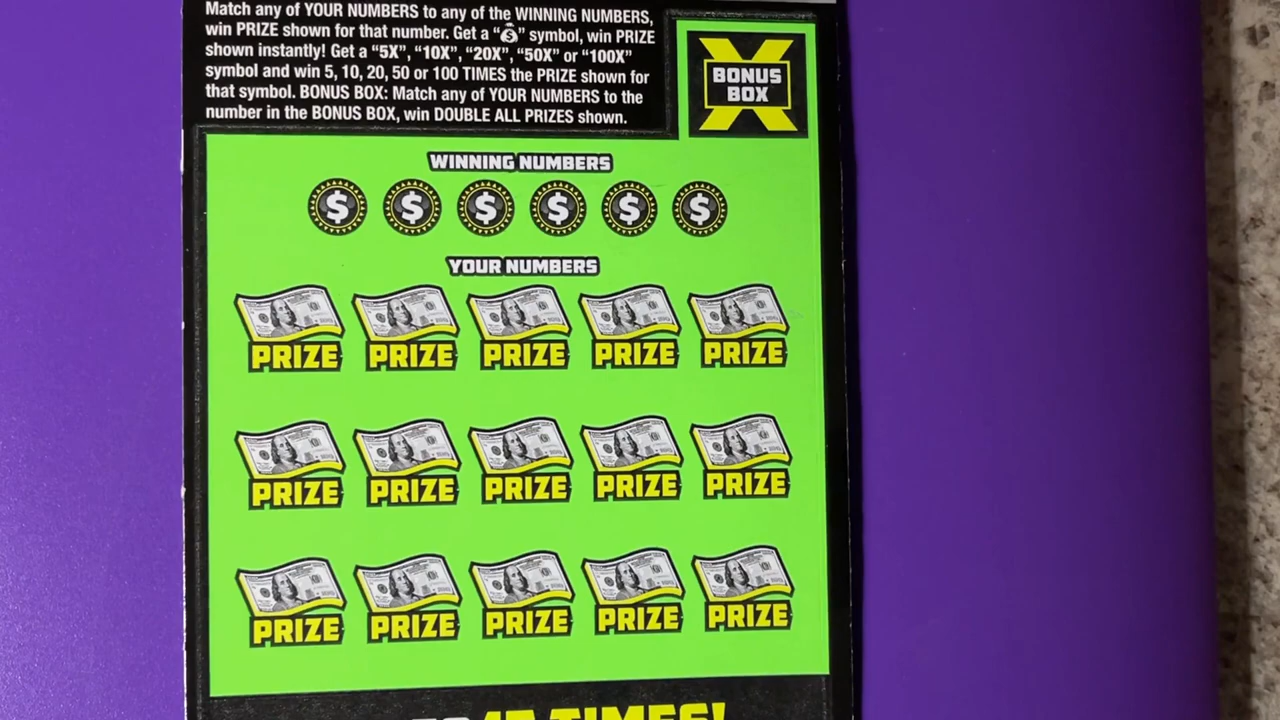 Match any of YOUR NUMBERS to any of the WINNING NUMBERS,
win PRIZE shown for that number. Get a “$” symbol, win PRIZE
shown instantly! Get a “5X”, “10X”, “20X”, “50X” or “100X”
symbol and win 5, 10, 20, 50 or 100 TIMES the PRIZE shown for
that symbol. BONUS BOX: Match any of YOUR NUMBERS to the
number in the BONUS BOX, win DOUBLE ALL PRIZES shown.
BONUS
BOX
WINNING NUMBERS
$ $ $ $ $ $
YOUR NUMBERS
PRIZE PRIZE PRIZE PRIZE PRIZE
PRIZE PRIZE PRIZE PRIZE PRIZE
PRIZE PRIZE PRIZE PRIZE PRIZE
TIMES!